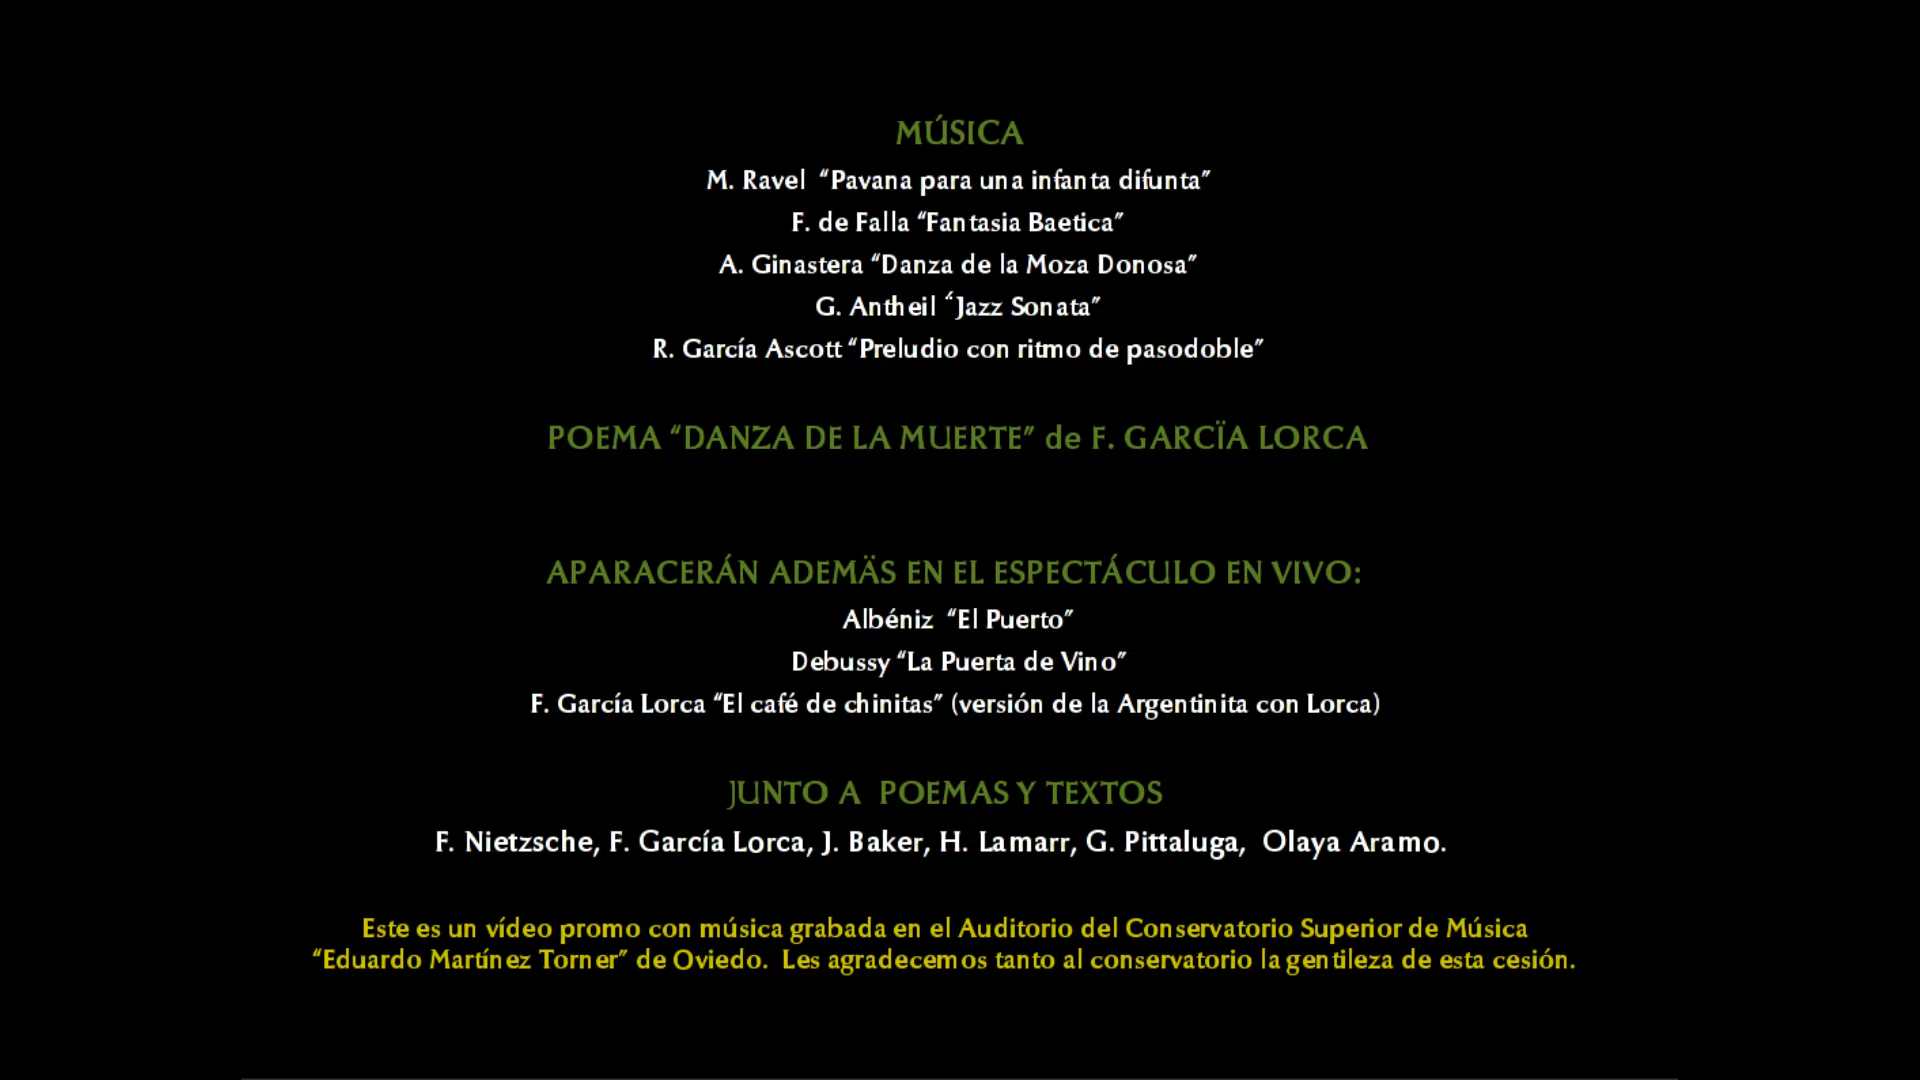 MÚSICA
M. Ravel “Pavana para una infanta difunta”
F. de Falla “Fantasia Baetica”
A. Ginastera “Danza de la Moza Donosa”
G. Antheil “Jazz Sonata”
R. García Ascott “Preludio con ritmo de pasodoble”
POEMA “DANZA DE LA MUERTE” de F. GARCÏA LORCA
APARACERÁN ADEMÄS EN EL ESPECTÁCULO EN VIVO:
Albéniz “El Puerto”
Debussy “La Puerta de Vino”
F. García Lorca “El café de chinitas” (versión de la Argentinita con Lorca)
JUNTO A POEMAS Y TEXTOS
F. Nietzsche, F. García Lorca, J. Baker, H. Lamarr, G. Pittaluga, Olaya Aramo.
Este es un vídeo promo con música grabada en el Auditorio del Conservatorio Superior de Música
“Eduardo Martínez Torner” de Oviedo. Les agradecemos tanto al conservatorio la gentileza de esta cesión.